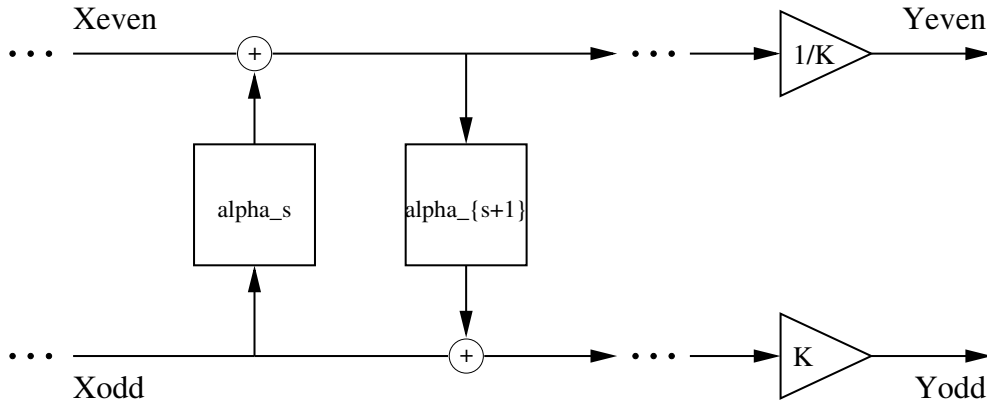 Xeven
Yeven
+
1/K
alpha_s
alpha_{s+1}
+
K
Xodd
Yodd